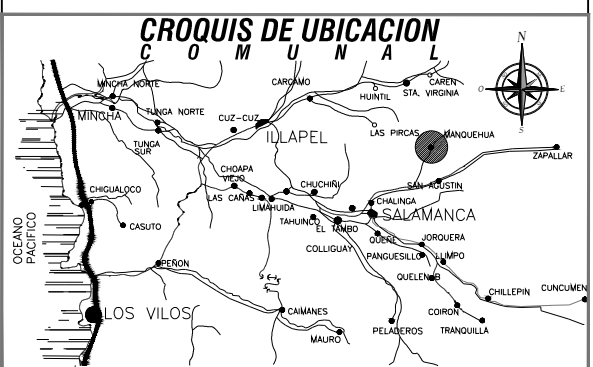 CROQUIS DE UBICACION
C O M U N A L
N
MINCHA NORTE
CARCAMO
CAREN
HUINTIL
STA. VIRGINIA
O
E
MINCHA
TUNGA NORTE
CUZ-CUZ
ILLAPEL
LAS PIRCAS
MANQUEHUA
S
TUNGA
SUR
ZAPALLAR
CHOAPA
VIEJO
CHUCHIÑI
SAN AGUSTIN
CHIGUALOCO
LAS CAÑAS
LIMAHUIDA
CHALINGA
SALAMANCA
OCEANO
PACIFICO
CASUTO
TAHUINCO
EL TAMBO
COLLIGUAY
QUEÑE
JORQUERA
PANGUESILLO
LLIMPO
PEÑON
QUELEN B
CHILLEPIN
CUNCUMEN
LOS VILOS
CAIMANES
COIRON
MAURO
PELADEROS
TRANQUILLA